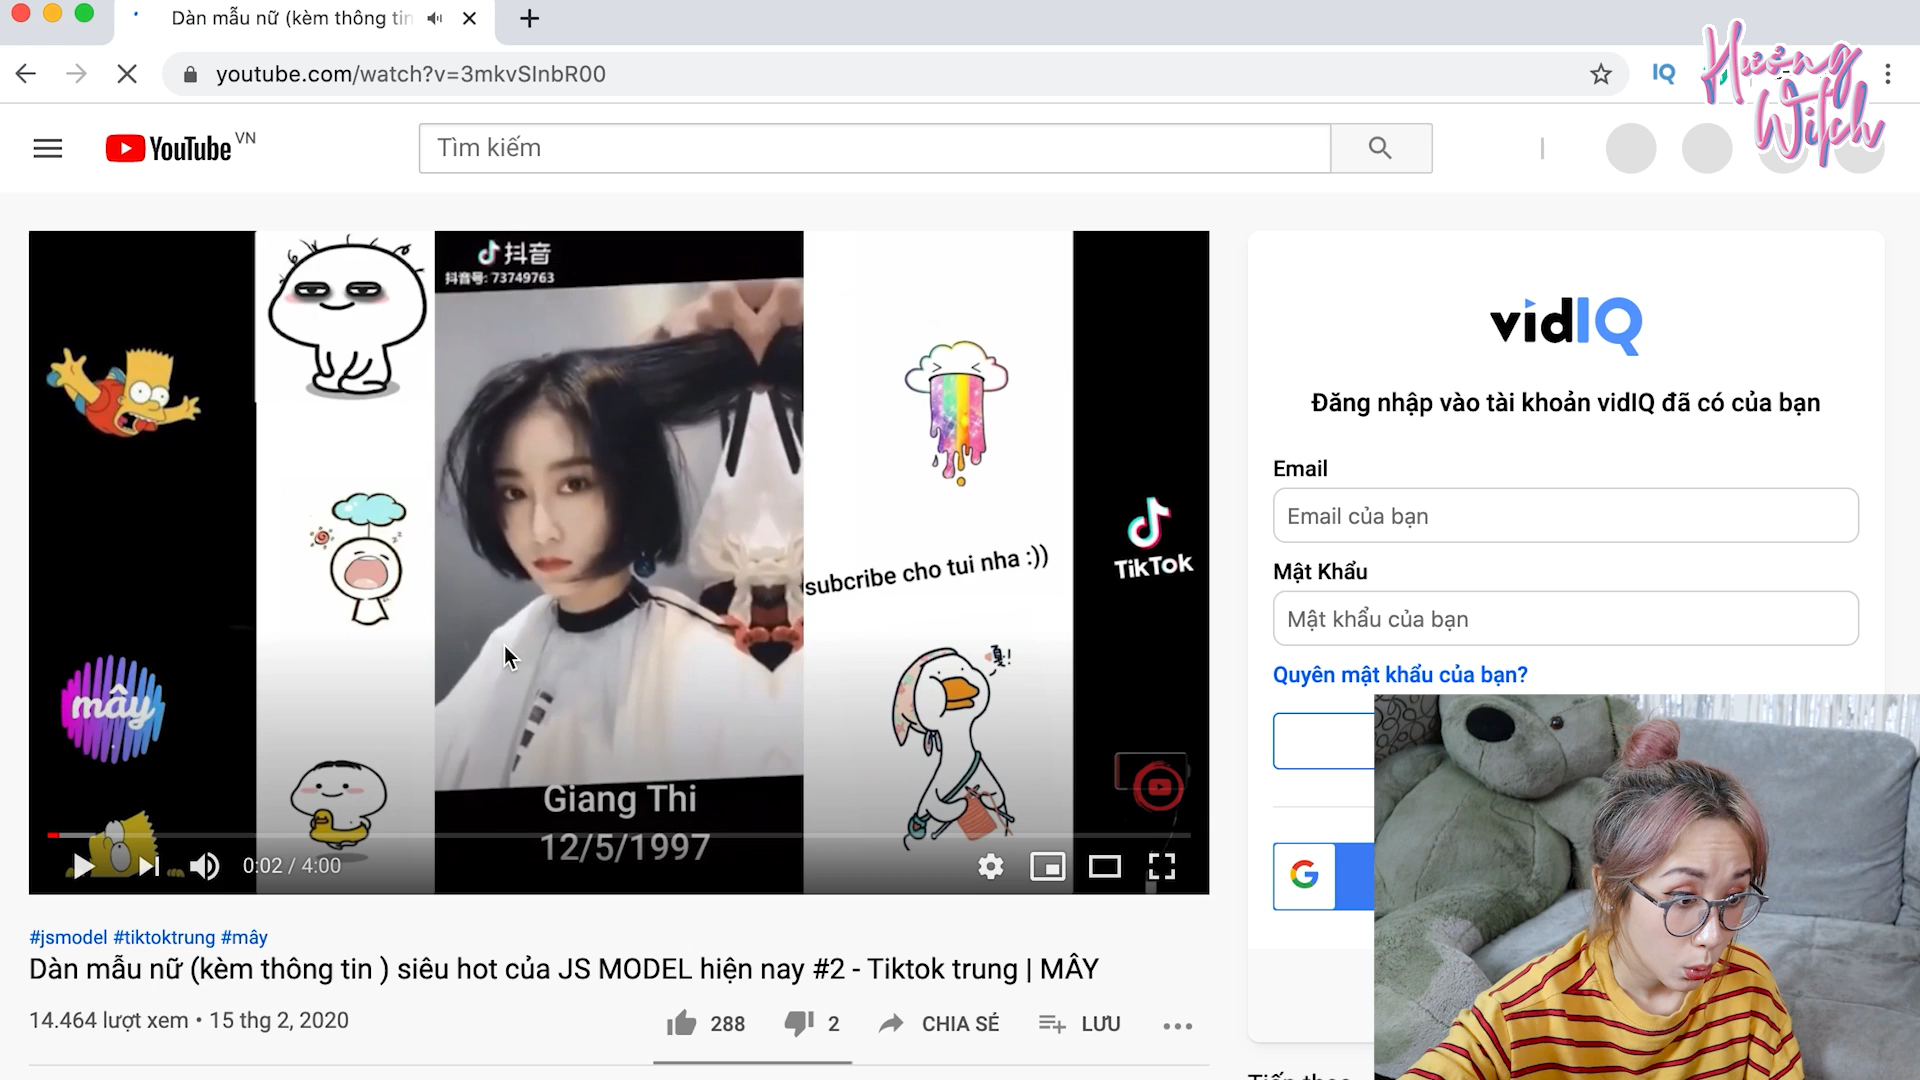 Dàn mẫu nữ (kèm thông tin
youtube.com/watch?v=3mkvSInbR00
IQ
Hương Witch
YouTube VN
Tìm kiếm
抖音
抖音号: 73749763
subcribe cho tui nha :))
TikTok
mây
戛!
Giang Thi
12/5/1997
0:02 / 4:00
vidIQ
Đăng nhập vào tài khoản vidIQ đã có của bạn
Email
Email của bạn
Mật Khẩu
Mật khẩu của bạn
Quyên mật khẩu của bạn?
#jsmodel #tiktoktrung #mây
Dàn mẫu nữ (kèm thông tin ) siêu hot của JS MODEL hiện nay #2 - Tiktok trung | MÂY
14.464 lượt xem • 15 thg 2, 2020
288
2
CHIA SẺ
LƯU